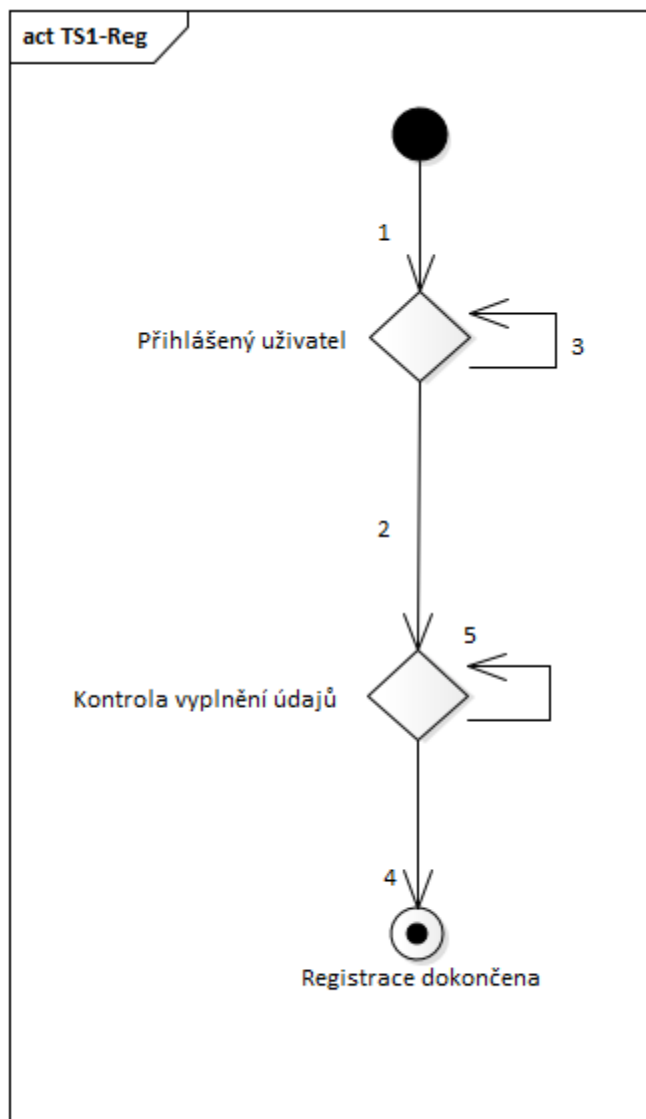 act TS1-Reg
1
Přihlášený uživatel
3
2
5
Kontrola vyplnění údajů
4
Registrace dokončena